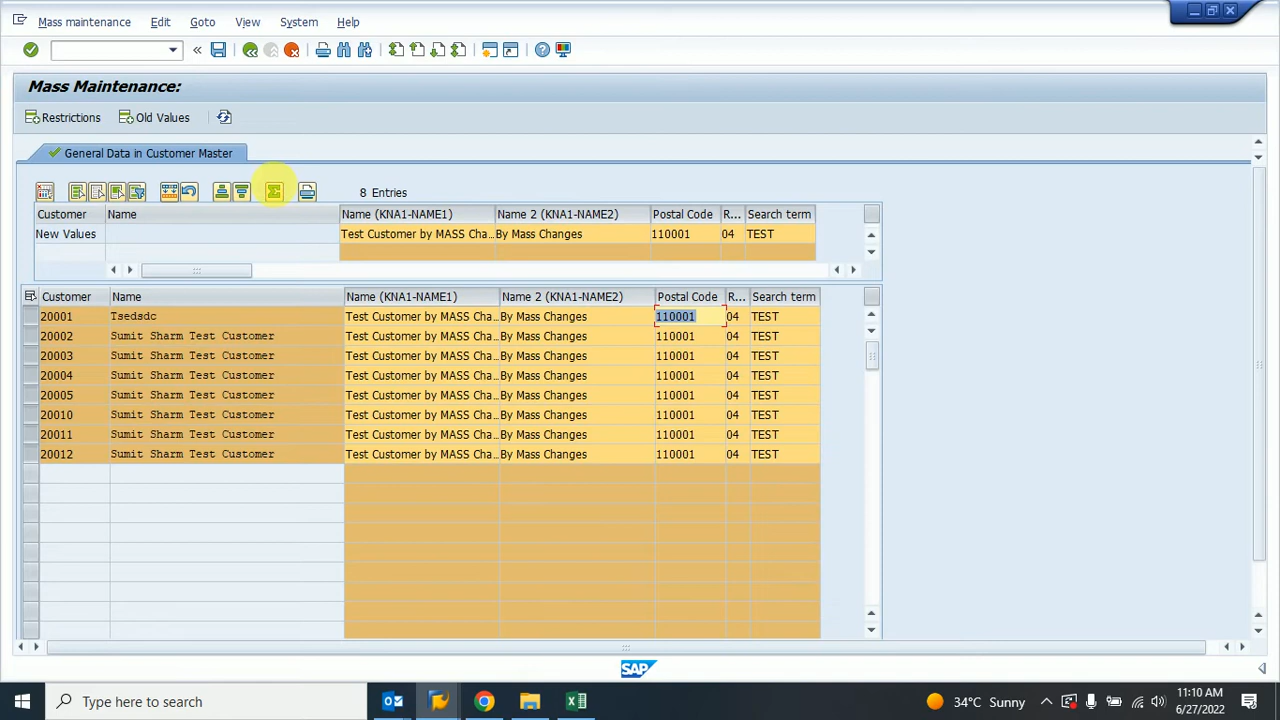 Mass maintenance Edit Goto View System Help
Mass Maintenance:
Restrictions Old Values
General Data in Customer Master
8 Entries
Customer Name Name (KNA1-NAME1) Name 2 (KNA1-NAME2) Postal Code R... Search term
New Values Test Customer by MASS Cha... By Mass Changes 110001 04 TEST
Customer Name Name (KNA1-NAME1) Name 2 (KNA1-NAME2) Postal Code R... Search term
20001 Tsedsdc Test Customer by MASS Cha... By Mass Changes 110001 04 TEST
20002 Sumit Sharm Test Customer Test Customer by MASS Cha... By Mass Changes 110001 04 TEST
20003 Sumit Sharm Test Customer Test Customer by MASS Cha... By Mass Changes 110001 04 TEST
20004 Sumit Sharm Test Customer Test Customer by MASS Cha... By Mass Changes 110001 04 TEST
20005 Sumit Sharm Test Customer Test Customer by MASS Cha... By Mass Changes 110001 04 TEST
20010 Sumit Sharm Test Customer Test Customer by MASS Cha... By Mass Changes 110001 04 TEST
20011 Sumit Sharm Test Customer Test Customer by MASS Cha... By Mass Changes 110001 04 TEST
20012 Sumit Sharm Test Customer Test Customer by MASS Cha... By Mass Changes 110001 04 TEST
SAP
Type here to search 34°C Sunny 11:10 AM
6/27/2022